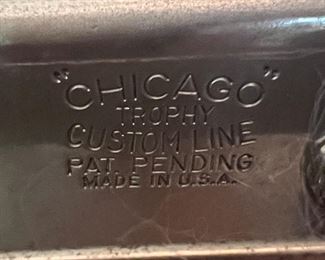 "CHICAGO"
TROPHY
CUSTOM LINE
PAT. PENDING
MADE IN U.S.A.